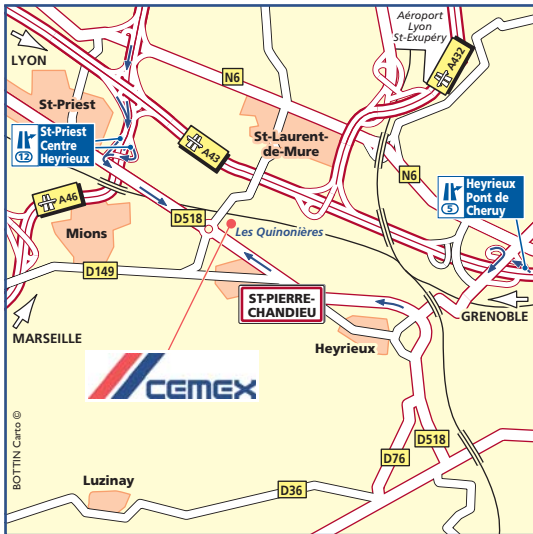 Aéroport
Lyon
St-Exupéry
LYON
A432
N6
St-Priest
St-Priest
Centre
Heyrieux
12
St-Laurent-
de-Mure
A43
N6
Heyrieux
Pont de
Cheruy
5
A46
D518
Mions
Les Quinonières
D149
ST-PIERRE-
CHANDIEU
GRENOBLE
MARSEILLE
Heyrieux
CEMEX
BOTTIN Carto ©
D518
D76
Luzinay
D36